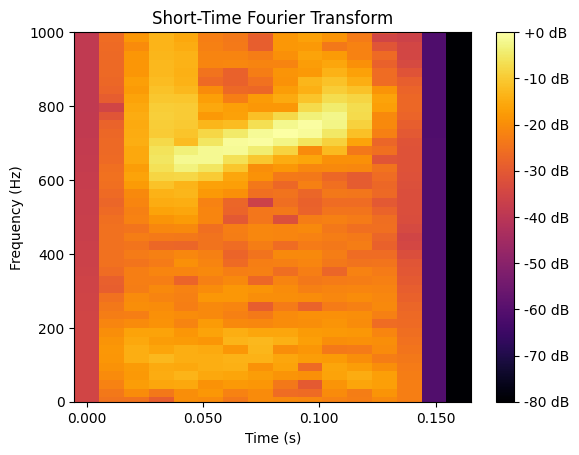 Short-Time Fourier Transform
Frequency (Hz)
1000
800
600
400
200
0
0.000
0.050
0.100
0.150
Time (s)
+0 dB
-10 dB
-20 dB
-30 dB
-40 dB
-50 dB
-60 dB
-70 dB
-80 dB